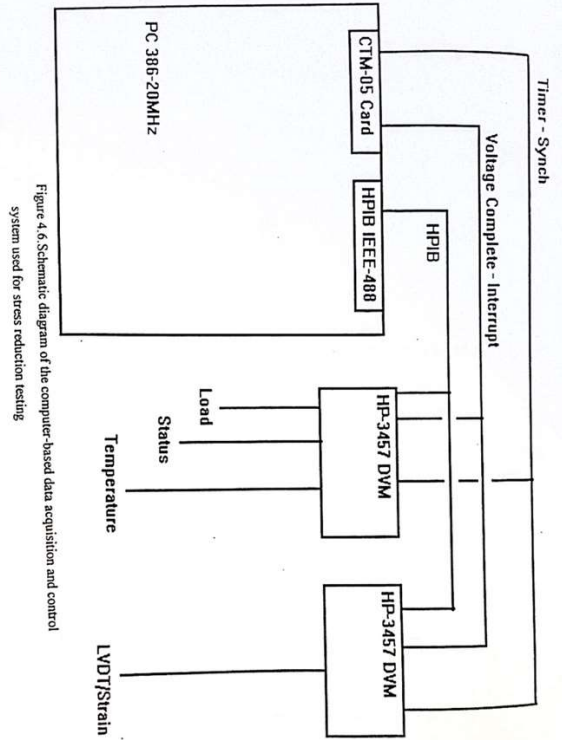 Timer - Synch
Voltage Complete - Interrupt
HPIB
CTM-05 Card
HPIB IEEE-488
PC 386-20MHz
HP-3457 DVM
HP-3457 DVM
Load
Status
Temperature
LVDT/Strain
Figure 4.6.Schematic diagram of the computer-based data acquisition and control
system used for stress reduction testing